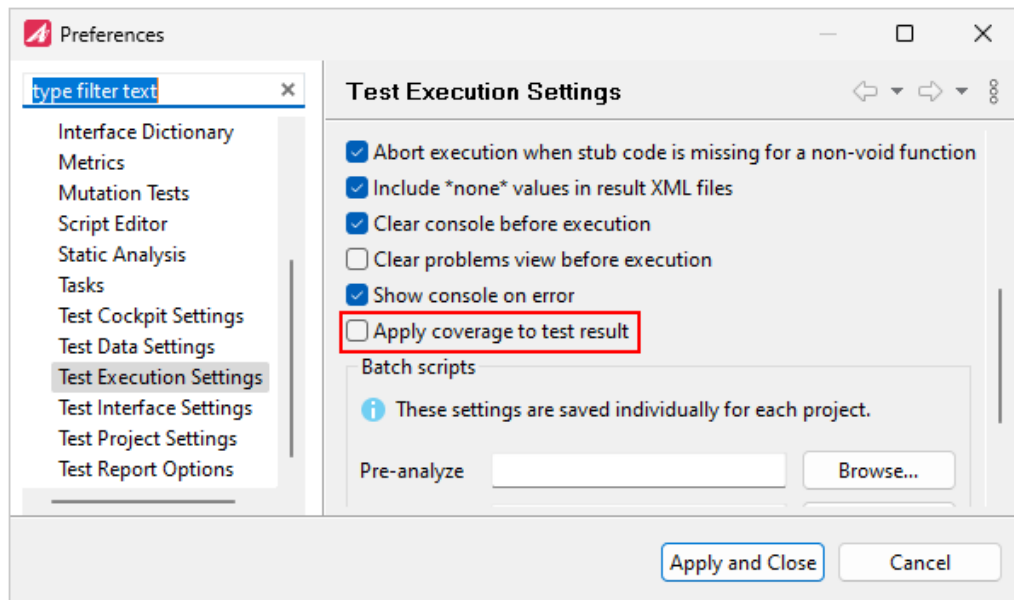 Preferences
type filter text
Interface Dictionary
Metrics
Mutation Tests
Script Editor
Static Analysis
Tasks
Test Cockpit Settings
Test Data Settings
Test Execution Settings
Test Interface Settings
Test Project Settings
Test Report Options
Test Execution Settings
Abort execution when stub code is missing for a non-void function
Include *none* values in result XML files
Clear console before execution
Clear problems view before execution
Show console on error
Apply coverage to test result
Batch scripts
These settings are saved individually for each project.
Pre-analyze
Browse...
Apply and Close
Cancel